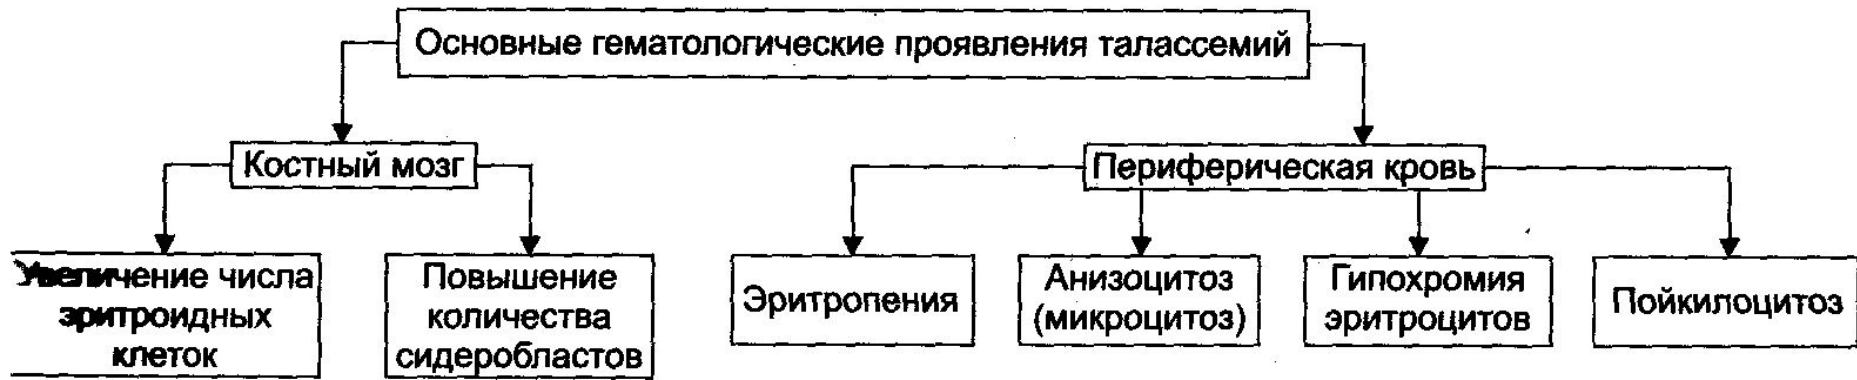 Основные гематологические проявления талассемий
Костный мозг
Периферическая кровь
Увеличение числа
эритроидных
клеток
Повышение
количества
сидеробластов
Эритропения
Анизоцитоз
(микроцитоз)
Гипохромия
эритроцитов
Пойкилоцитоз